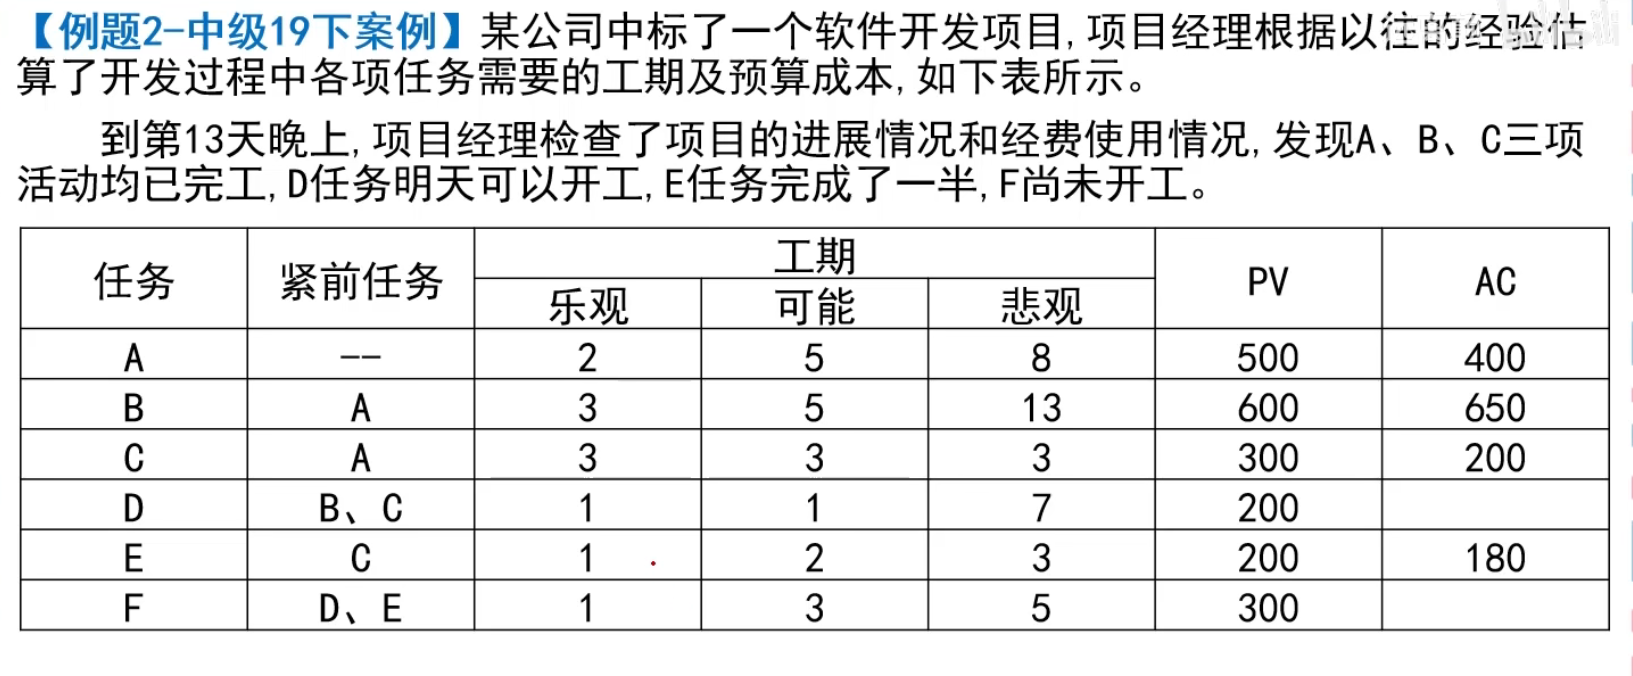 【例题2-中级19下案例】某公司中标了一个软件开发项目,项目经理根据以往的经验估
算了开发过程中各项任务需要的工期及预算成本,如下表所示。
到第13天晚上,项目经理检查了项目的进展情况和经费使用情况,发现A、B、C三项
活动均已完工,D任务明天可以开工,E任务完成了一半,F尚未开工。
任务 紧前任务 工期 PV AC
乐观 可能 悲观
A -- 2 5 8 500 400
B A 3 5 13 600 650
C A 3 3 3 300 200
D B、C 1 1 7 200
E C 1 2 3 200 180
F D、E 1 3 5 300